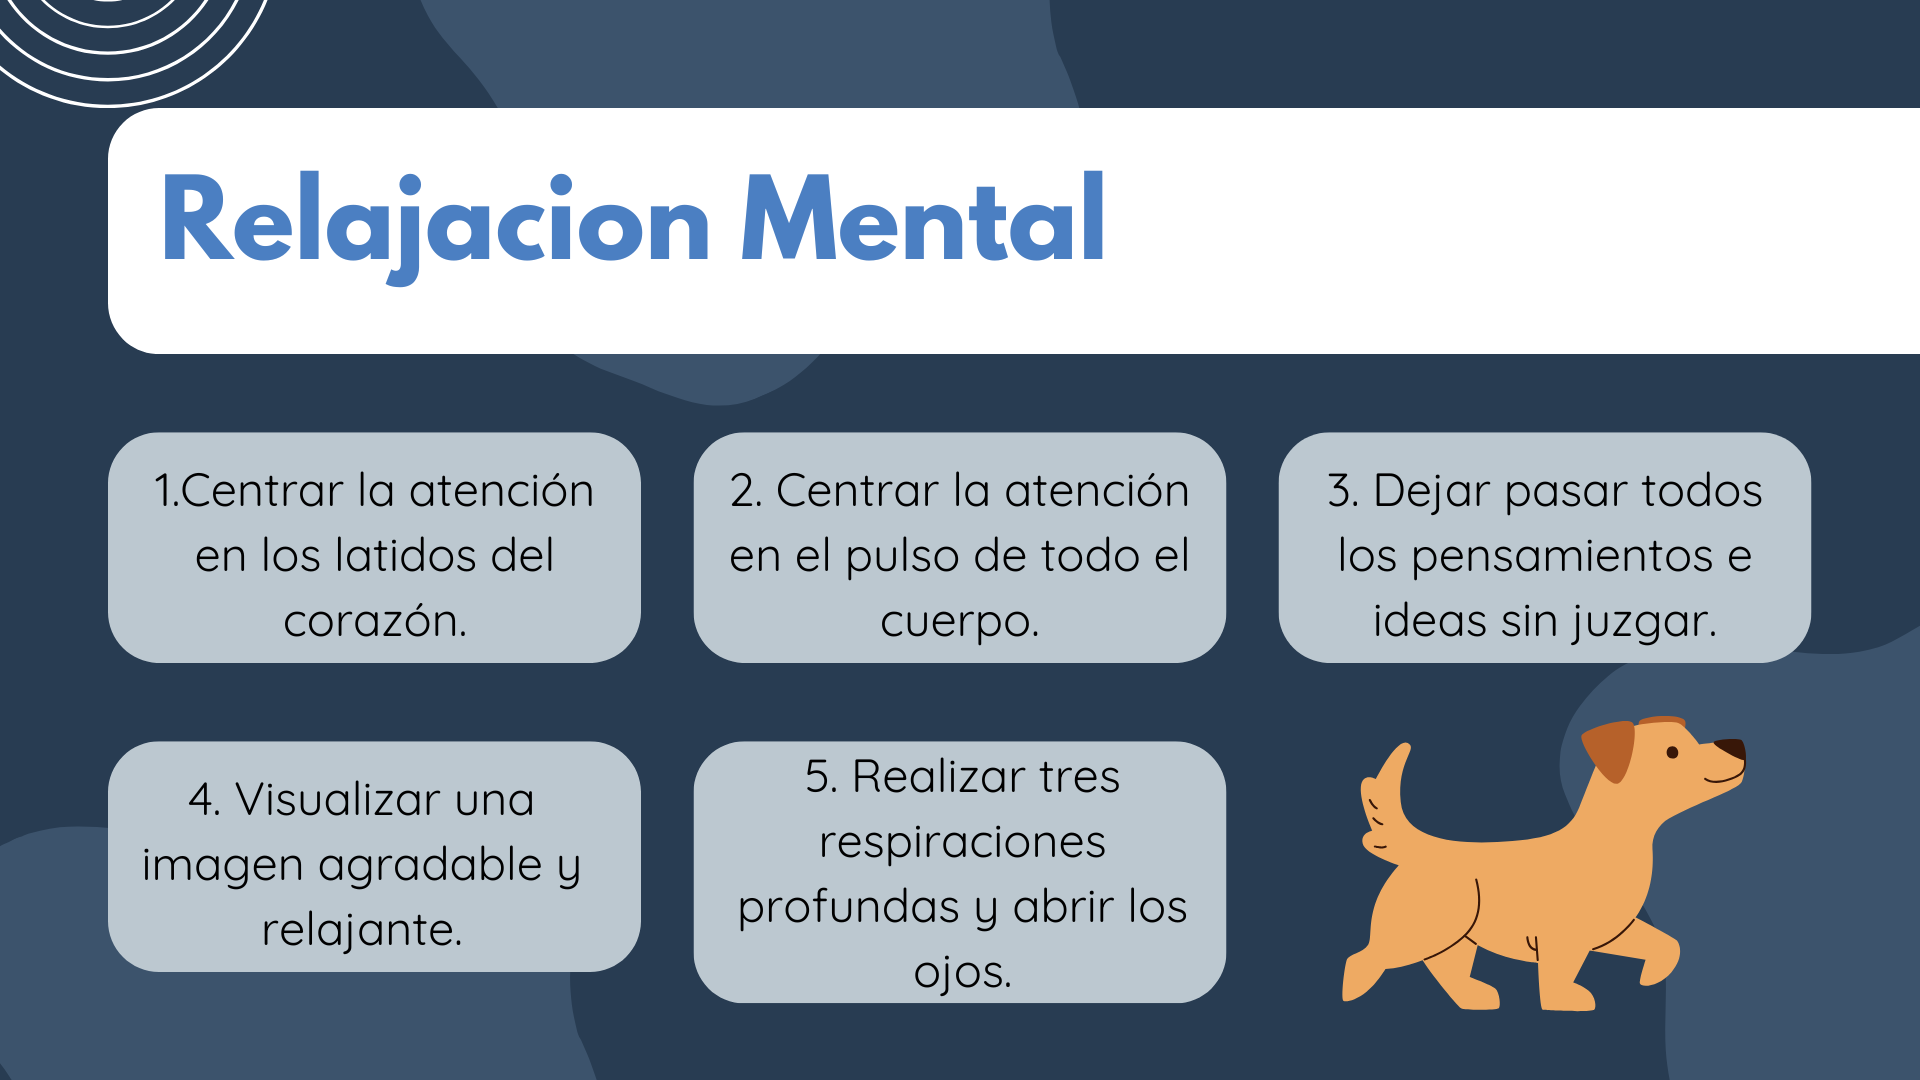 Relajacion Mental
1.Centrar la atención
en los latidos del
corazón.
2. Centrar la atención
en el pulso de todo el
cuerpo.
3. Dejar pasar todos
los pensamientos e
ideas sin juzgar.
4. Visualizar una
imagen agradable y
relajante.
5. Realizar tres
respiraciones
profundas y abrir los
ojos.